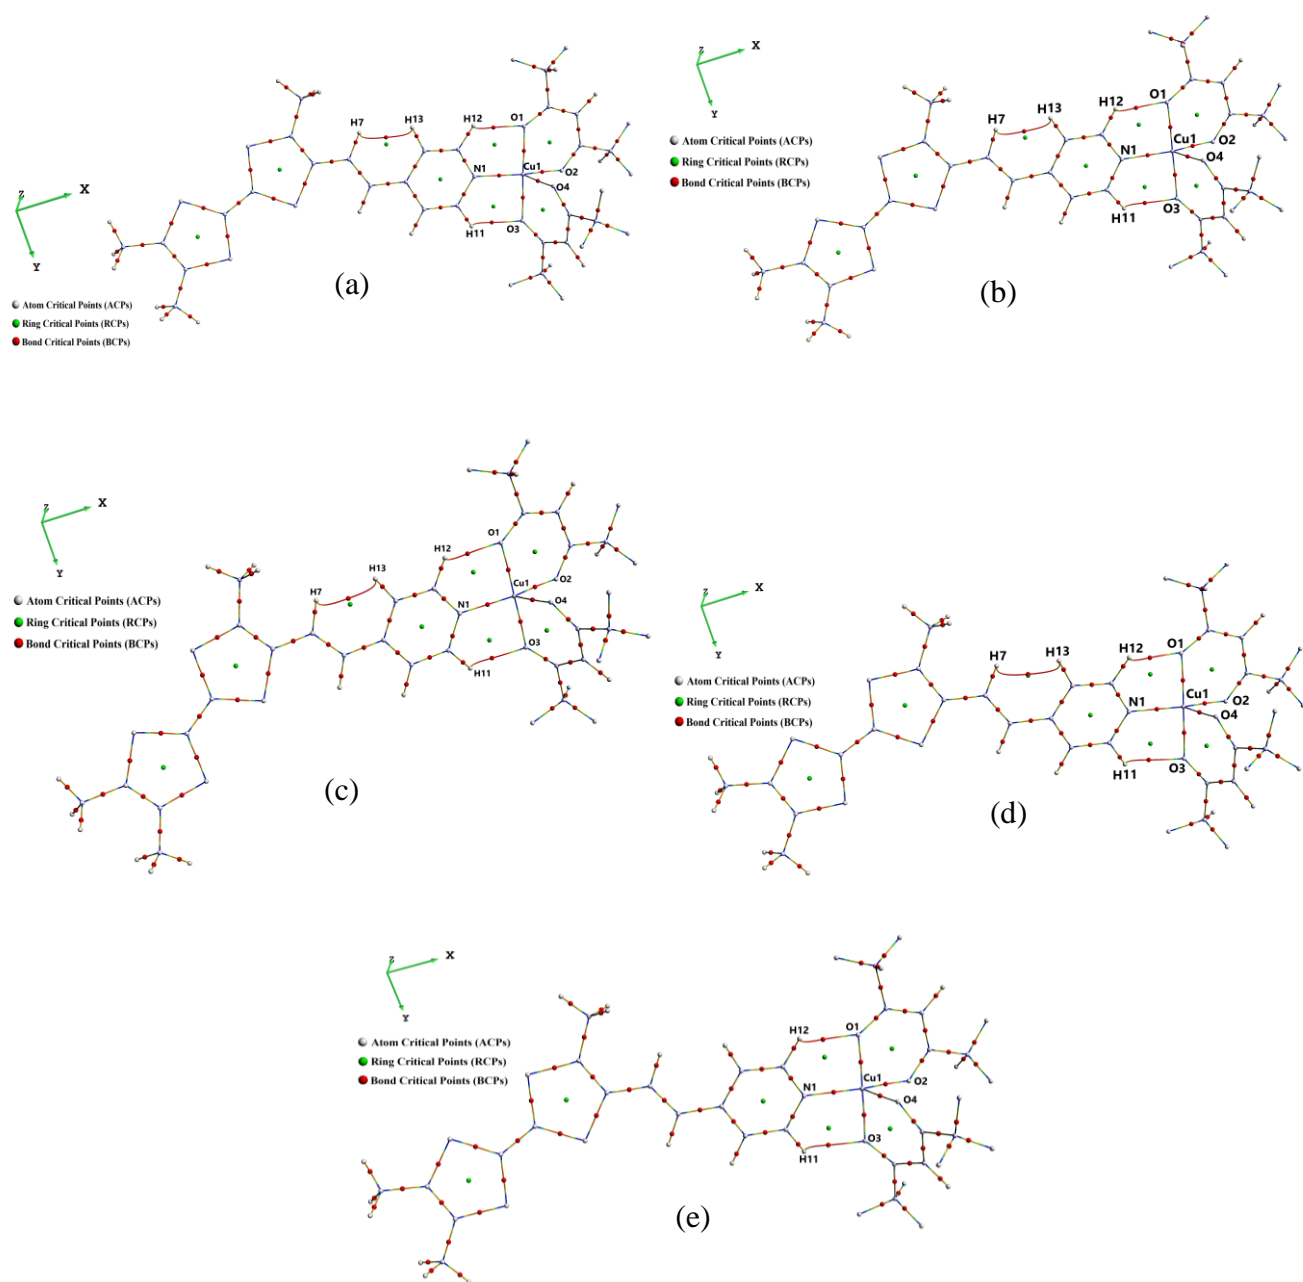 Z
X
Y
Atom Critical Points (ACPs)
Ring Critical Points (RCPs)
Bond Critical Points (BCPs)
H7
H13
H12
O1
N1
Cu1
O2
O4
H11
O3
(a)
Z
X
Y
Atom Critical Points (ACPs)
Ring Critical Points (RCPs)
Bond Critical Points (BCPs)
H7
H13
H12
O1
N1
Cu1
O2
O4
H11
O3
(b)
Z
X
Y
Atom Critical Points (ACPs)
Ring Critical Points (RCPs)
Bond Critical Points (BCPs)
H7
H13
H12
O1
N1
Cu1
O2
O4
H11
O3
(c)
Z
X
Y
Atom Critical Points (ACPs)
Ring Critical Points (RCPs)
Bond Critical Points (BCPs)
H7
H13
H12
O1
N1
Cu1
O2
O4
H11
O3
(d)
Z
X
Y
Atom Critical Points (ACPs)
Ring Critical Points (RCPs)
Bond Critical Points (BCPs)
H12
O1
N1
Cu1
O2
O4
H11
O3
(e)